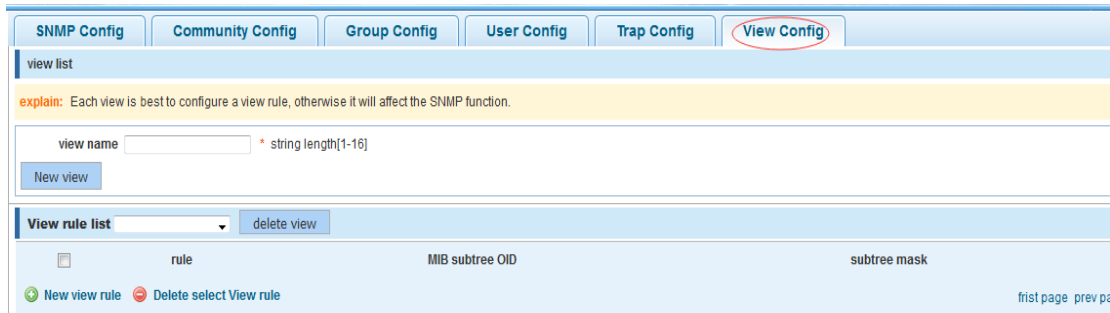 SNMP Config Community Config Group Config User Config Trap Config View Config
view list
explain: Each view is best to configure a view rule, otherwise it will affect the SNMP function.
view name * string length[1-16]
New view
View rule list delete view
rule MIB subtree OID subtree mask
New view rule Delete select View rule frist page prev pa